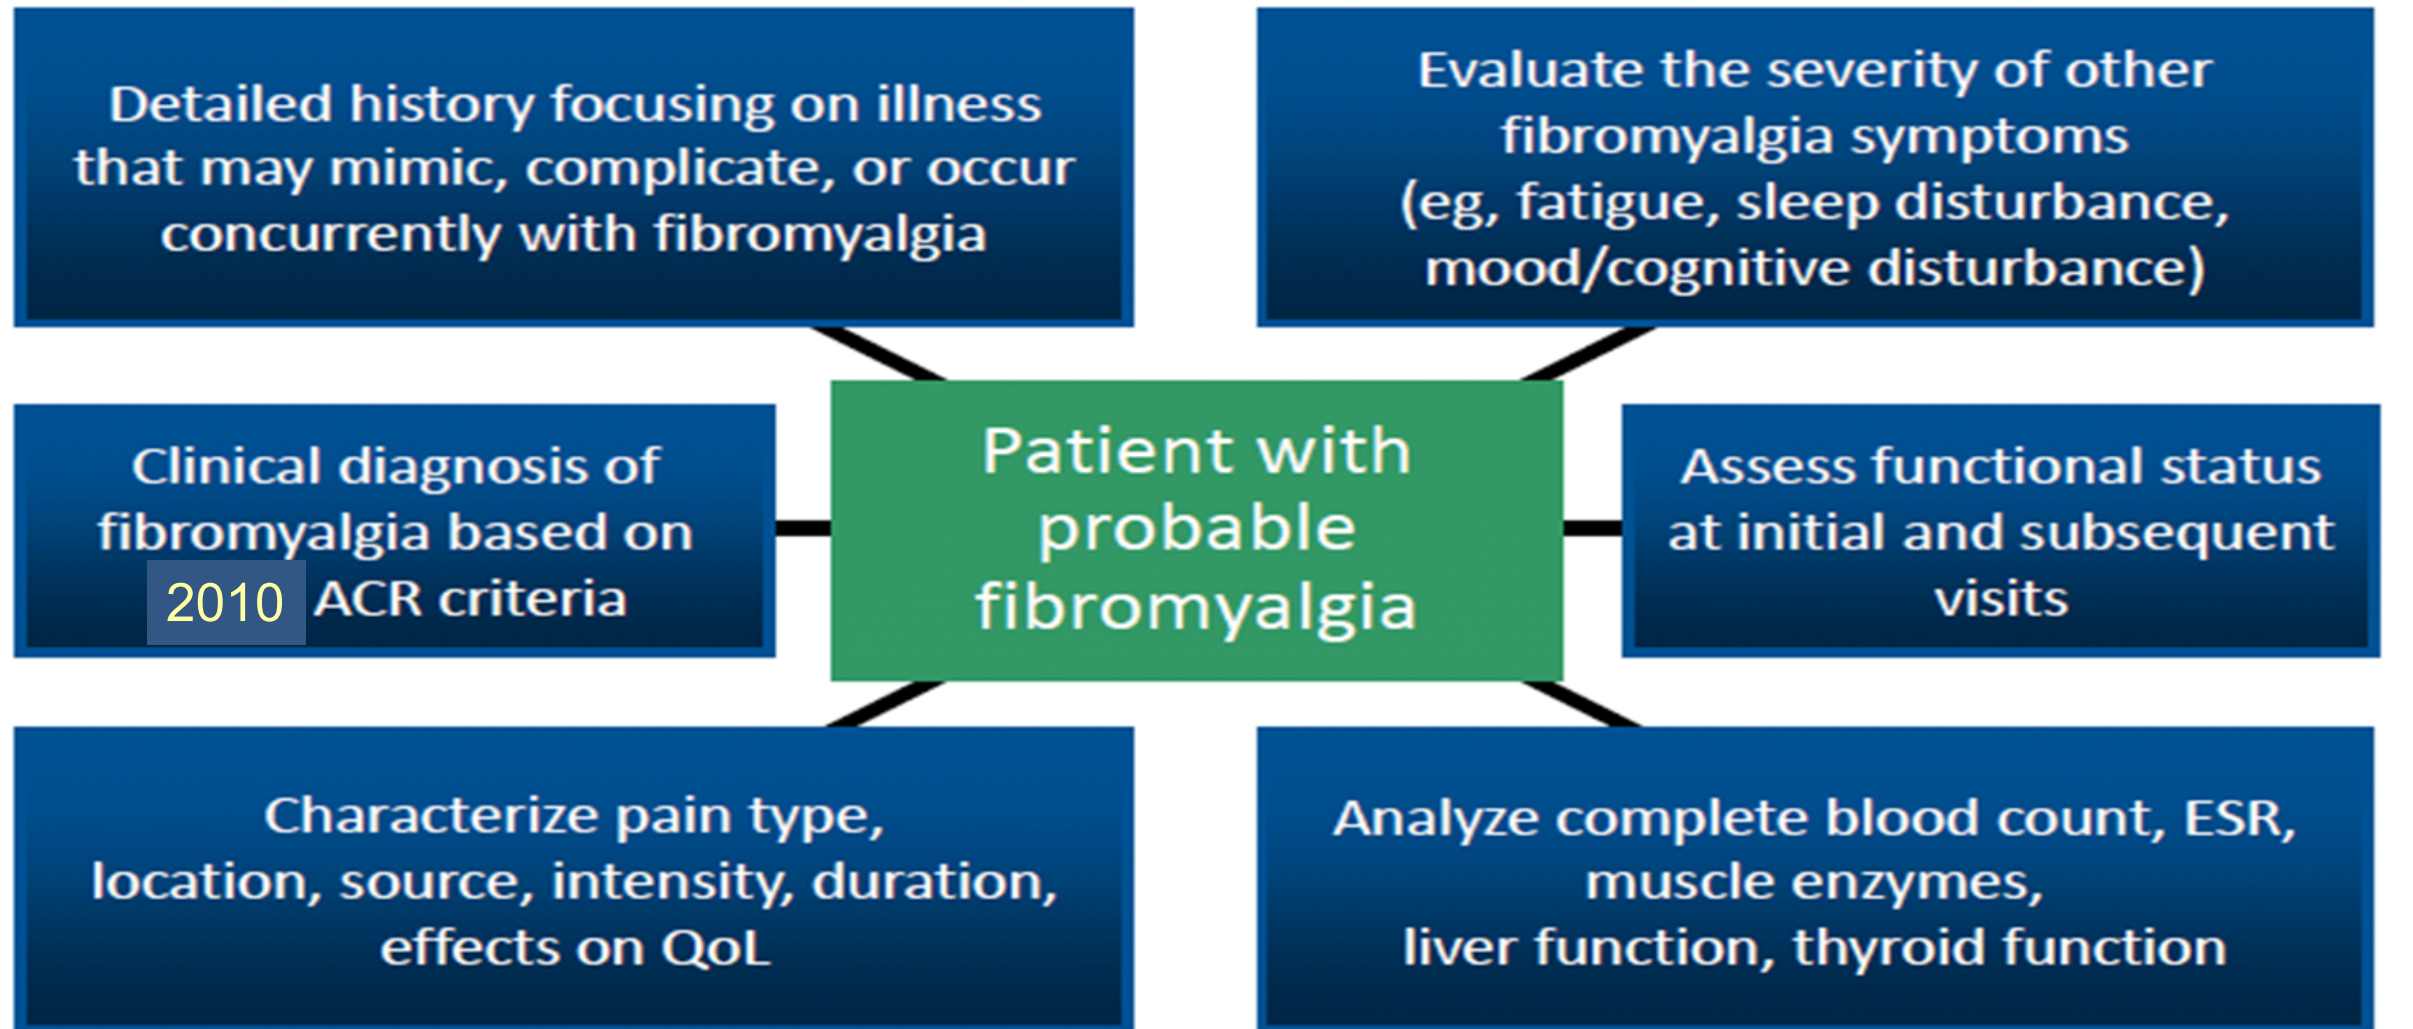 Detailed history focusing on illness
that may mimic, complicate, or occur
concurrently with fibromyalgia
Evaluate the severity of other
fibromyalgia symptoms
(eg, fatigue, sleep disturbance,
mood/cognitive disturbance)
Clinical diagnosis of
fibromyalgia based on
2010 ACR criteria
Patient with
probable
fibromyalgia
Assess functional status
at initial and subsequent
visits
Characterize pain type,
location, source, intensity, duration,
effects on QoL
Analyze complete blood count, ESR,
muscle enzymes,
liver function, thyroid function